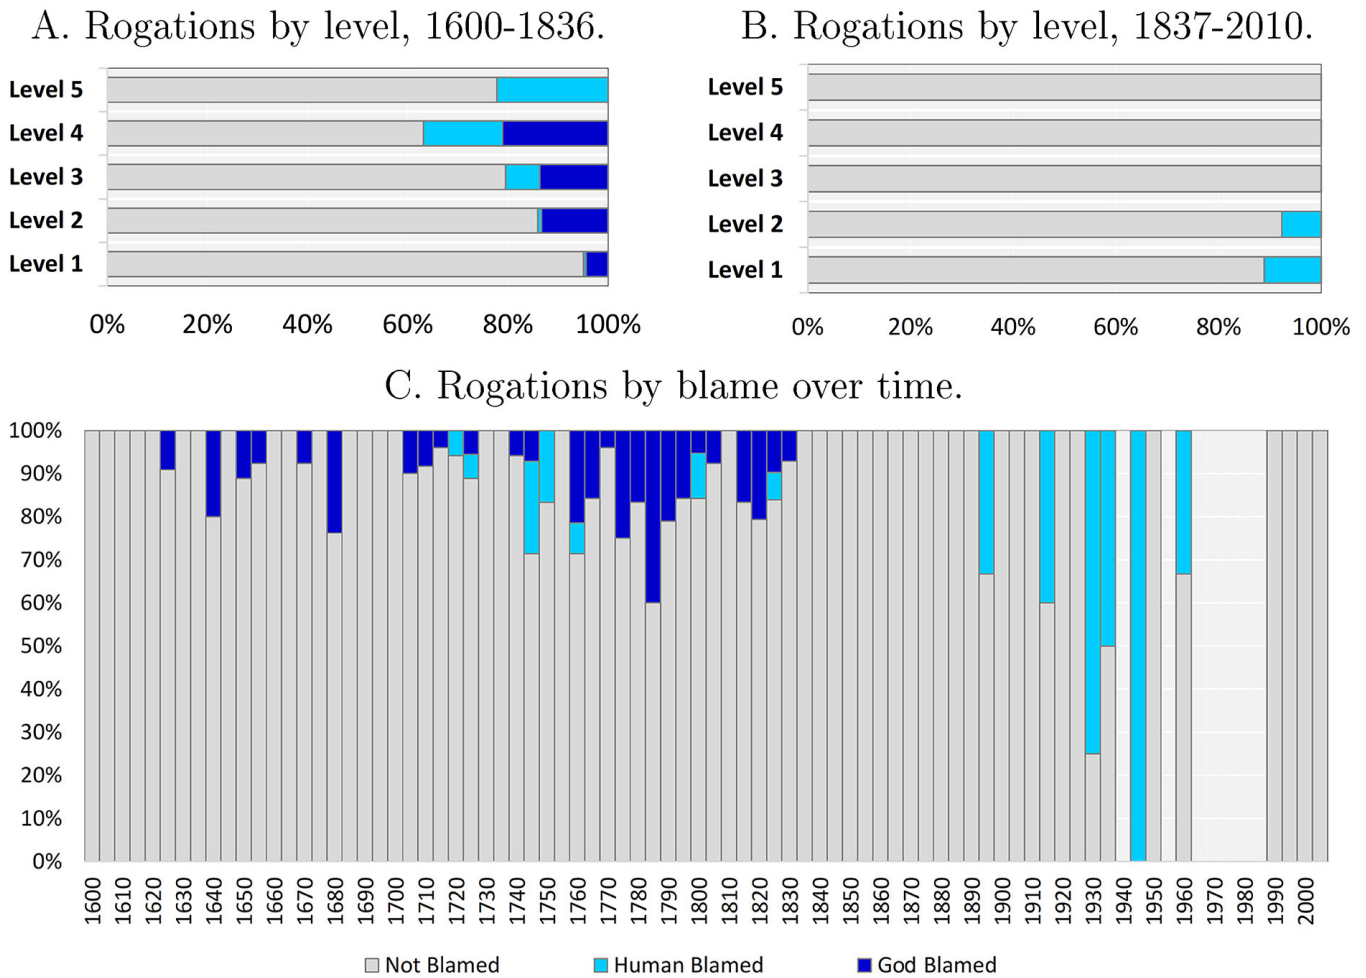 A. Rogations by level, 1600-1836.
Level 5
Level 4
Level 3
Level 2
Level 1
0% 20% 40% 60% 80% 100%
B. Rogations by level, 1837-2010.
Level 5
Level 4
Level 3
Level 2
Level 1
0% 20% 40% 60% 80% 100%
C. Rogations by blame over time.
100%
90%
80%
70%
60%
50%
40%
30%
20%
10%
0%
1600 1610 1620 1630 1640 1650 1660 1670 1680 1690 1700 1710 1720 1730 1740 1750 1760 1770 1780 1790 1800 1810 1820 1830 1840 1850 1860 1870 1880 1890 1900 1910 1920 1930 1940 1950 1960 1970 1980 1990 2000
Not Blamed Human Blamed God Blamed